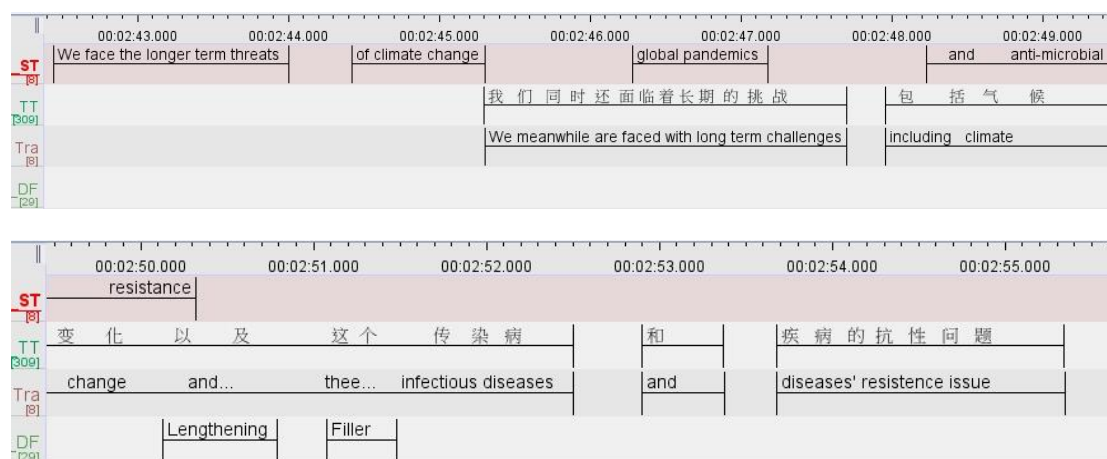 00:02:43.000 00:02:44.000 00:02:45.000 00:02:46.000 00:02:47.000 00:02:48.000 00:02:49.000
_ST [8] We face the longer term threats of climate change global pandemics and anti-microbial
_TT [309] 我们同时还面临着长期的挑战 包括气候
Tra [8] We meanwhile are faced with long term challenges including climate
_DF [29]
00:02:50.000 00:02:51.000 00:02:52.000 00:02:53.000 00:02:54.000 00:02:55.000
_ST [8] resistance
_TT [309] 变化以及这个传染病 和 疾病的抗性问题
Tra [8] change and... thee... infectious diseases and diseases' resistence issue
_DF [29] Lengthening Filler